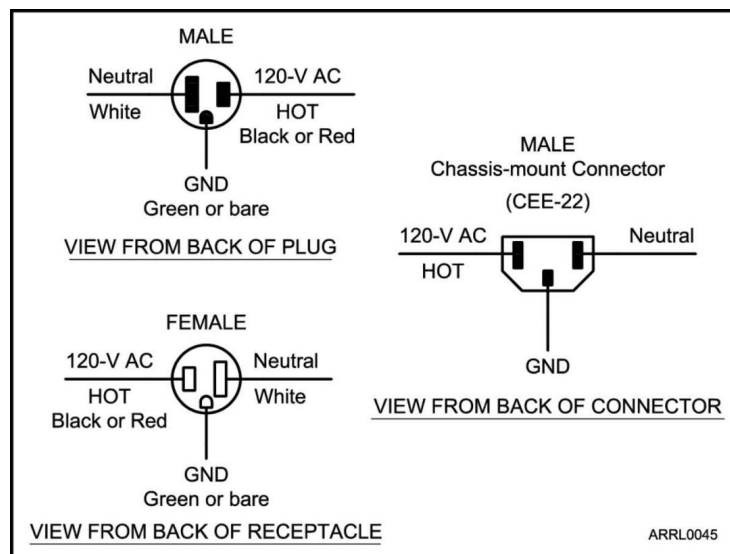 MALE
Neutral
White
120-V AC
HOT
Black or Red
GND
Green or bare
VIEW FROM BACK OF PLUG
MALE
Chassis-mount Connector
(CEE-22)
120-V AC
HOT
Neutral
GND
VIEW FROM BACK OF CONNECTOR
FEMALE
120-V AC
HOT
Black or Red
Neutral
White
GND
Green or bare
VIEW FROM BACK OF RECEPTACLE
ARRL0045